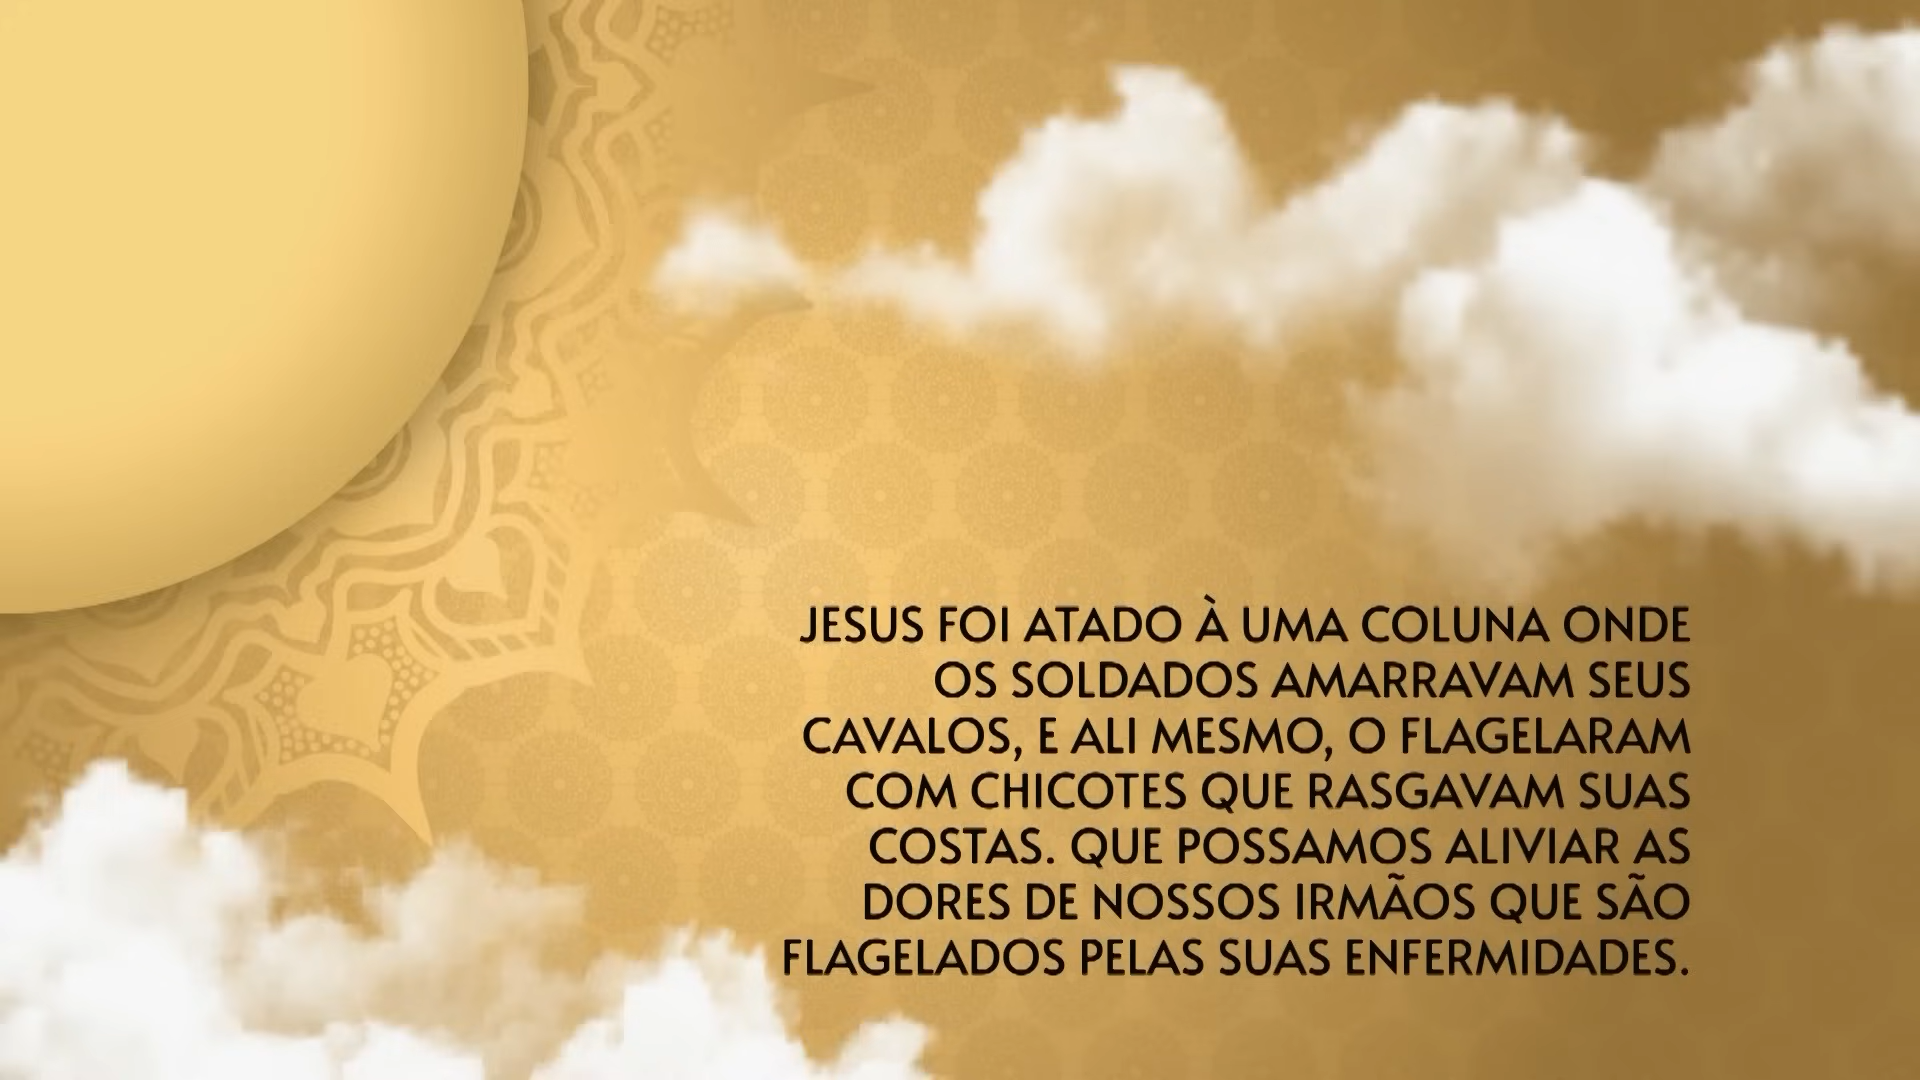 JESUS FOI ATADO À UMA COLUNA ONDE
OS SOLDADOS AMARRAVAM SEUS
CAVALOS, E ALI MESMO, O FLAGELARAM
COM CHICOTES QUE RASGAVAM SUAS
COSTAS. QUE POSSAMOS ALIVIAR AS
DORES DE NOSSOS IRMÃOS QUE SÃO
FLAGELADOS PELAS SUAS ENFERMIDADES.